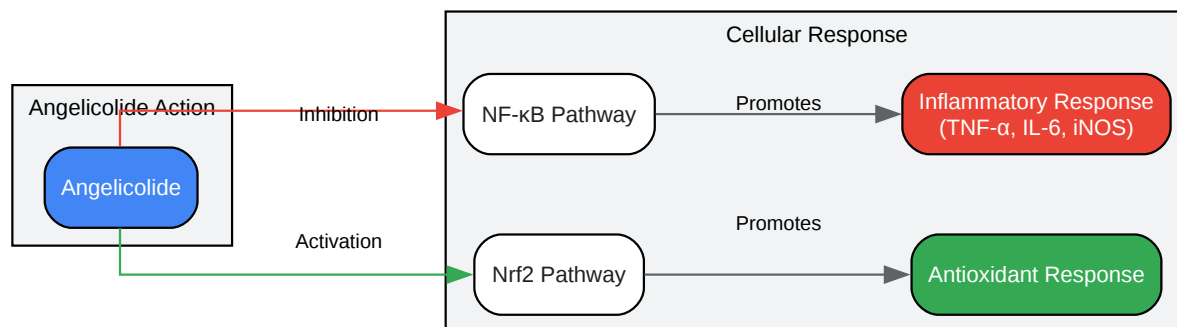 Cellular Response
Angelicolide Action
Inhibition
NF-κB Pathway
Promotes
Inflammatory Response
(TNF-α, IL-6, iNOS)
Angelicolide
Activation
Nrf2 Pathway
Promotes
Antioxidant Response